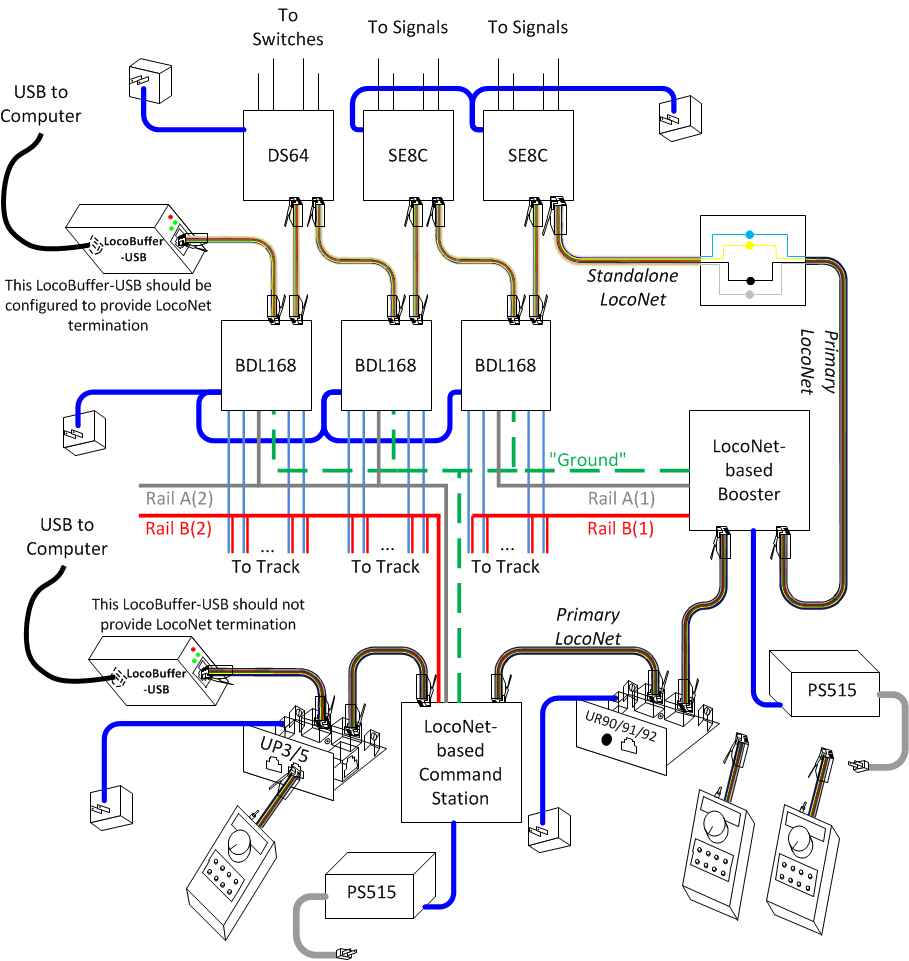 To
Switches
To Signals
To Signals
USB to
Computer
DS64
SE8C
SE8C
LocoBuffer
-USB
This LocoBuffer-USB should be
configured to provide LocoNet
termination
Standalone
LocoNet
Primary
LocoNet
BDL168
BDL168
BDL168
LocoNet-
based
Booster
"Ground"
Rail A(2)
Rail A(1)
Rail B(2)
Rail B(1)
... 
... 
...
To Track
To Track
To Track
USB to
Computer
This LocoBuffer-USB should not
provide LocoNet termination
Primary
LocoNet
LocoBuffer
-USB
PS515
UP3/5
LocoNet-
based
Command
Station
UR90/91/92
PS515